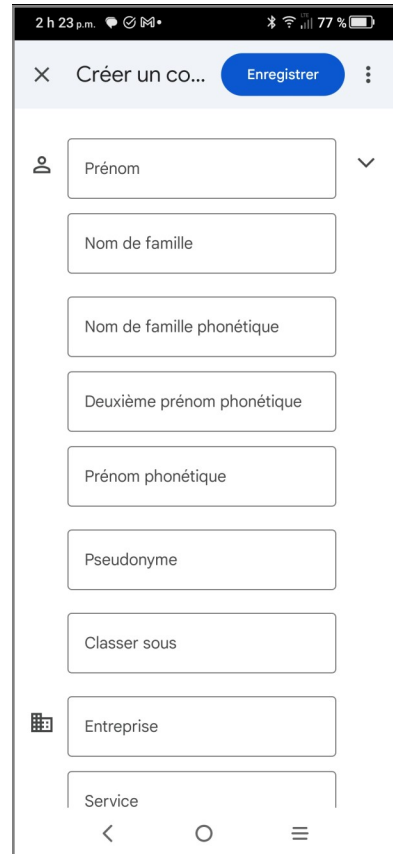 2 h 23 p.m. 77 %
Créer un co... Enregistrer
Prénom
Nom de famille
Nom de famille phonétique
Deuxième prénom phonétique
Prénom phonétique
Pseudonyme
Classer sous
Entreprise
Service